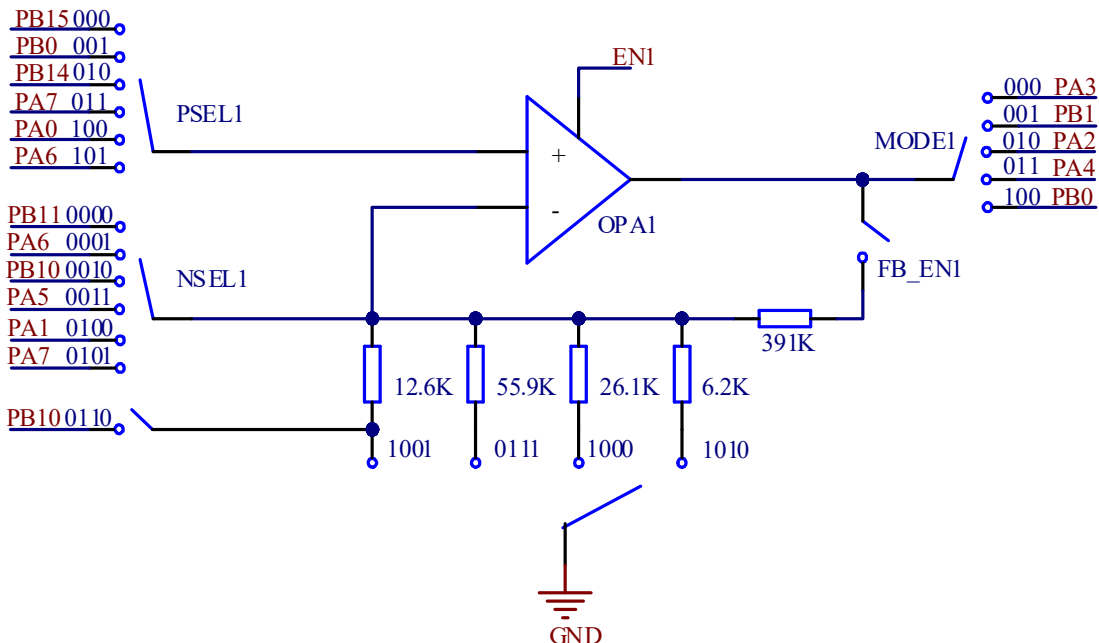 PB15 000
PB0 001
PB14 010
PA7 011
PA0 100
PA6 101
PSEL1
EN1
+
-
OPA1
MODE1
000 PA3
001 PB1
010 PA2
011 PA4
100 PB0
FB_EN1
PB11 0000
PA6 0001
PB10 0010
PA5 0011
PA1 0100
PA7 0101
NSEL1
391K
12.6K
55.9K
26.1K
6.2K
PB10 0110
1001
0111
1000
1010
GND